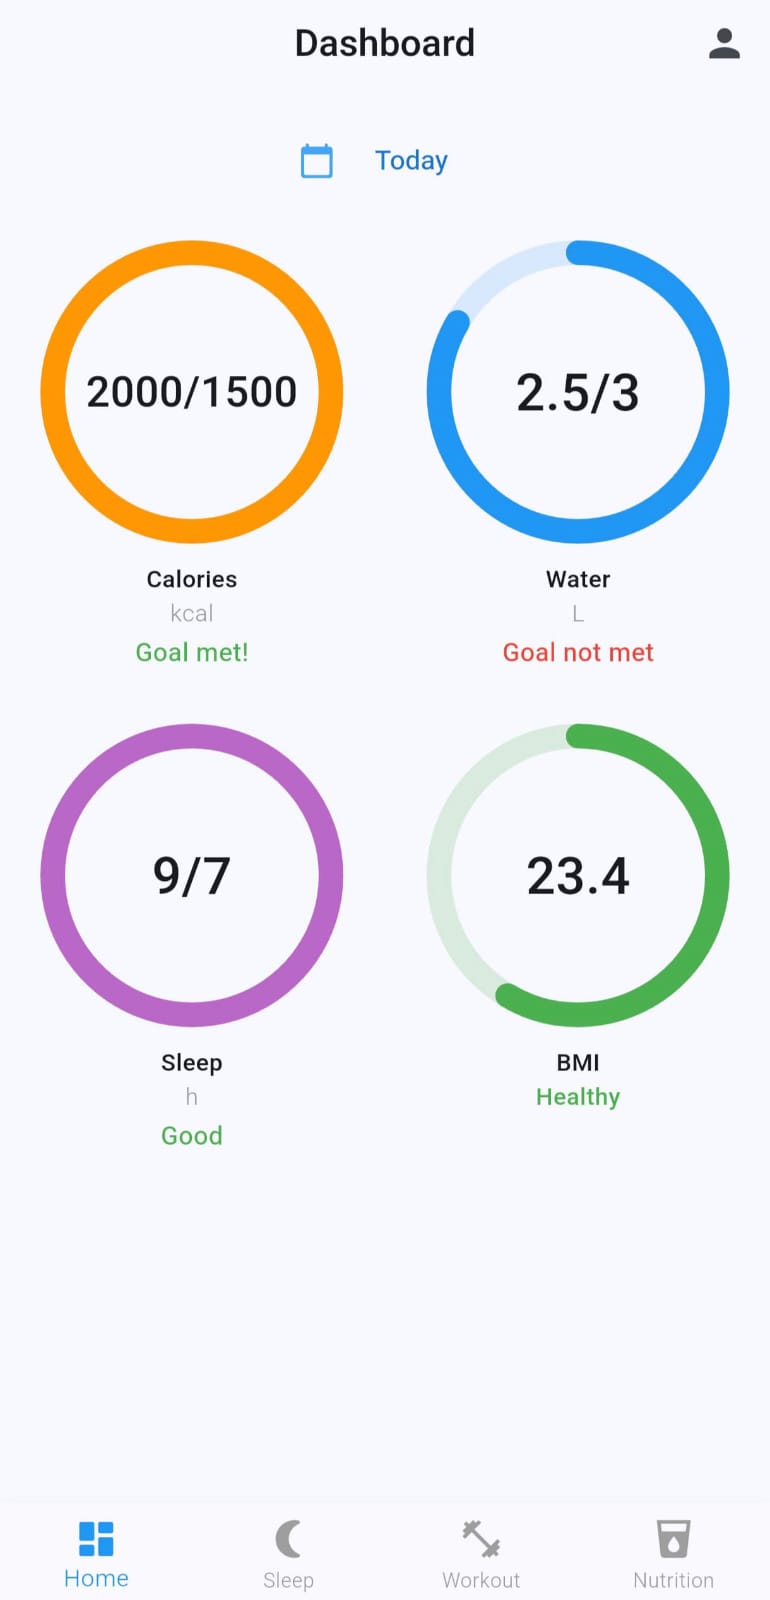 Dashboard
Today
2000/1500
2.5/3
Calories
Water
kcal
L
Goal met!
Goal not met
9/7
23.4
Sleep
BMI
h
Healthy
Good
Home
Sleep
Workout
Nutrition